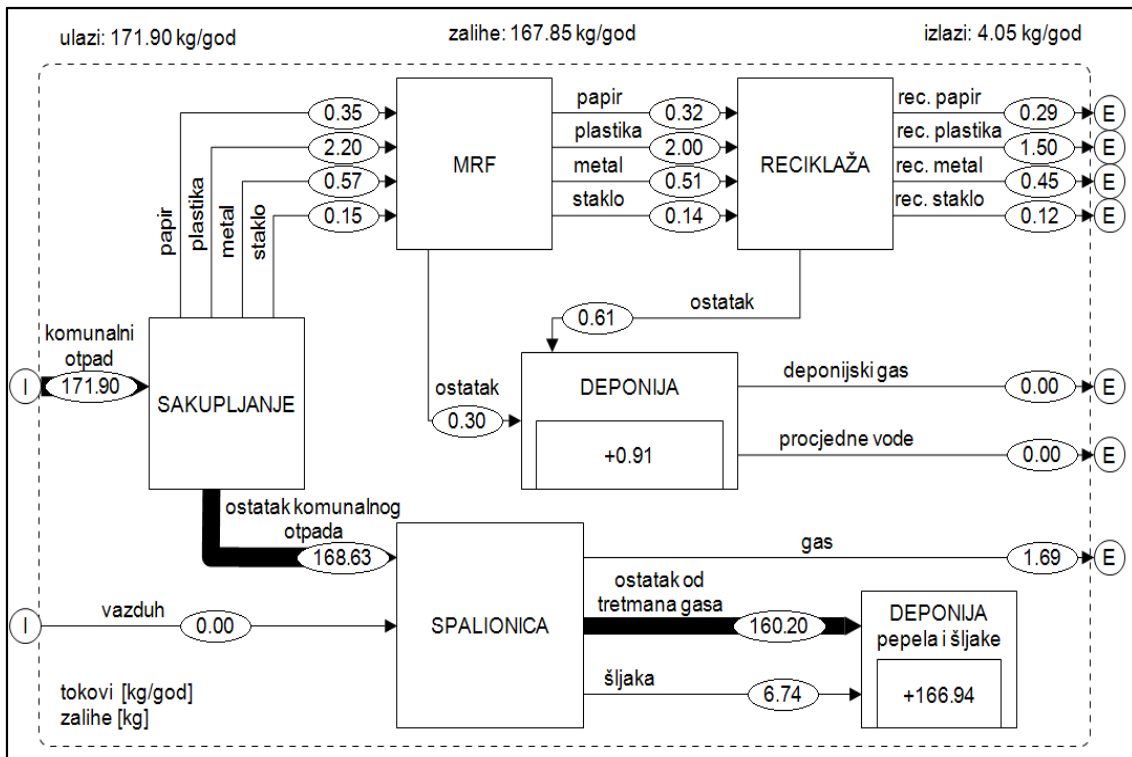 ulazi: 171.90 kg/god
zalihe: 167.85 kg/god
izlazi: 4.05 kg/god
0.35
2.20
0.57
0.15
papir
plastika
metal
staklo
MRF
papir
0.32
plastika
2.00
metal
0.51
staklo
0.14
RECIKLAŽA
rec. papir
0.29
E
rec. plastika
1.50
E
rec. metal
0.45
E
rec. staklo
0.12
E
komunalni
otpad
I
171.90
SAKUPLJANJE
ostatak
0.30
ostatak
0.61
DEPONIJA
+0.91
deponijski gas
0.00
E
procjedne vode
0.00
E
ostatak komunalnog
otpada
168.63
I
vazduh
0.00
SPALIONICA
gas
1.69
E
ostatak od
tretmana gasa
160.20
šljaka
6.74
DEPONIJA
pepela i šljake
+166.94
tokovi [kg/god]
zalihe [kg]